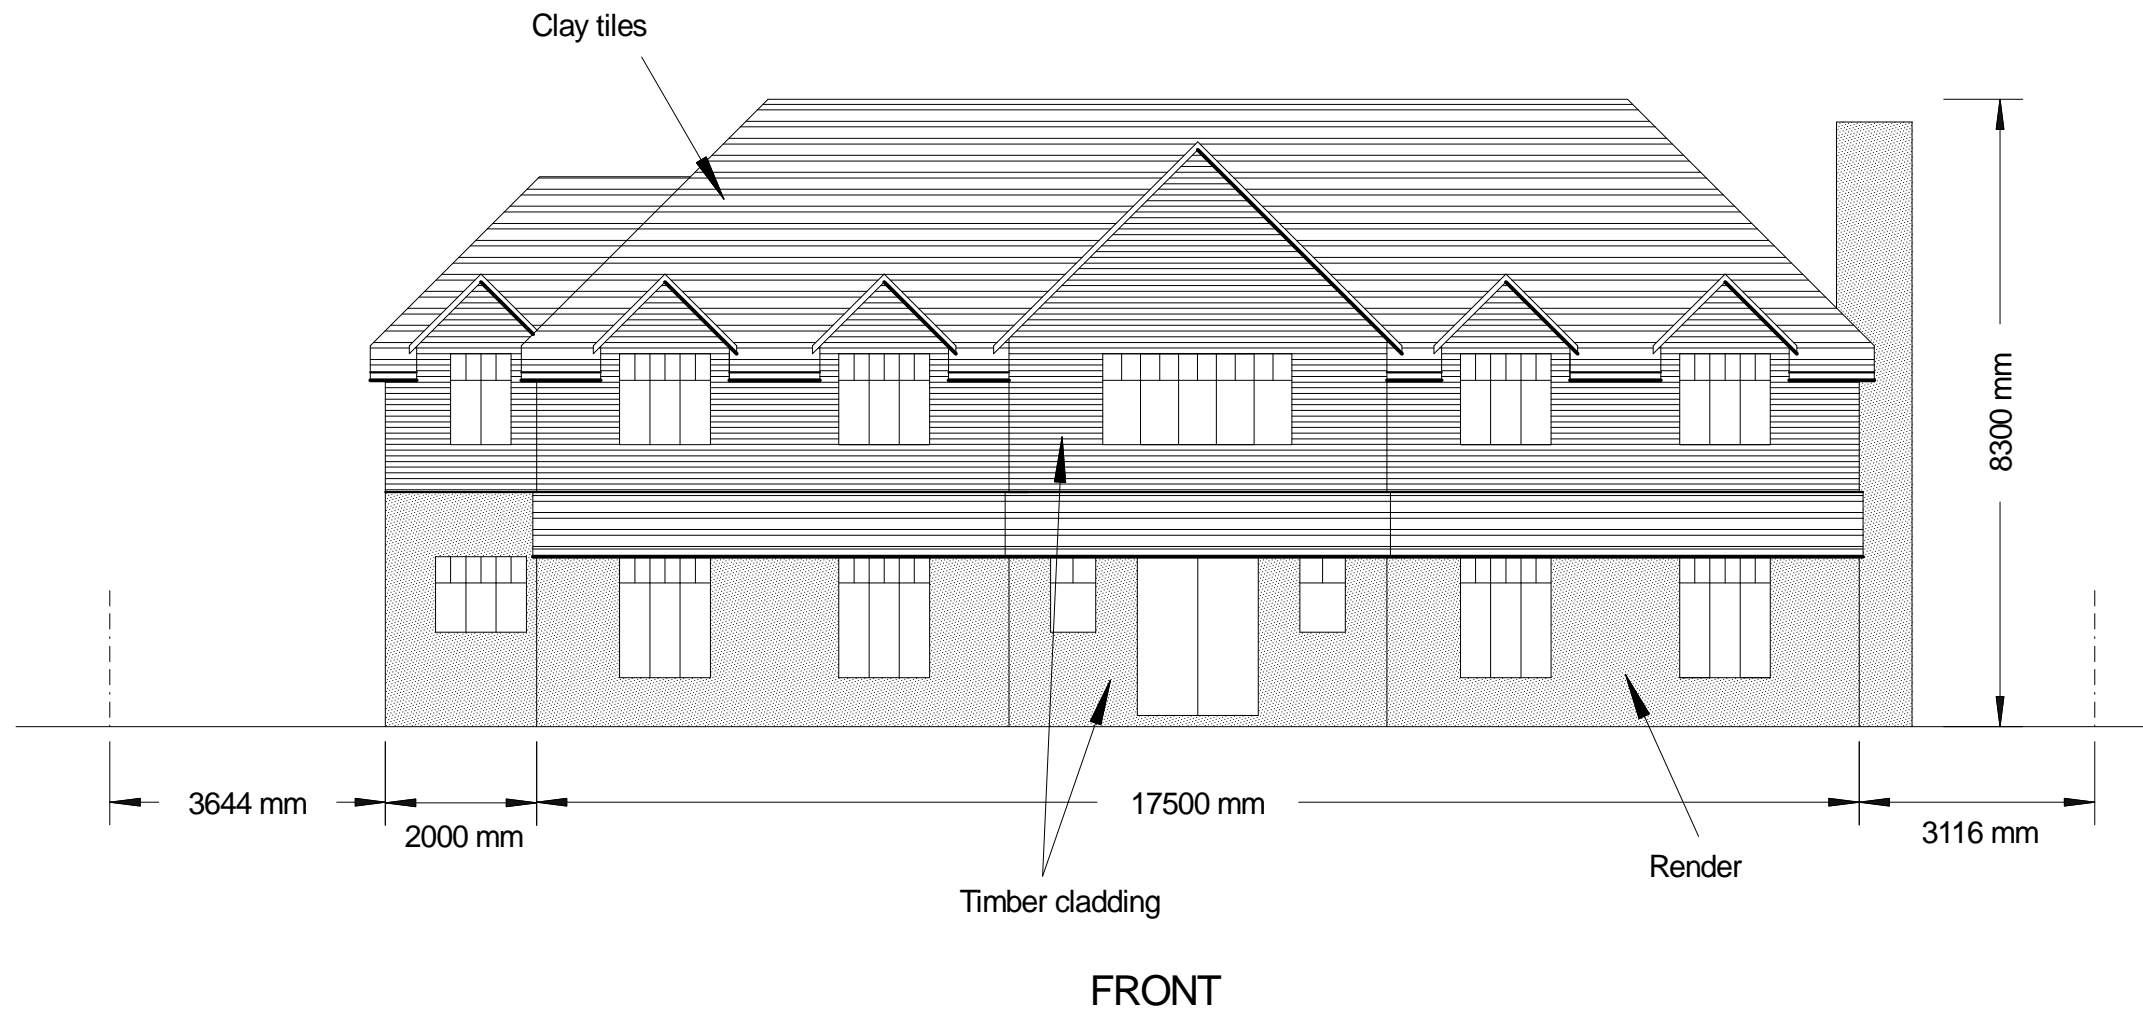 Clay tiles
8300 mm
3644 mm
2000 mm
17500 mm
3116 mm
Render
Timber cladding
FRONT